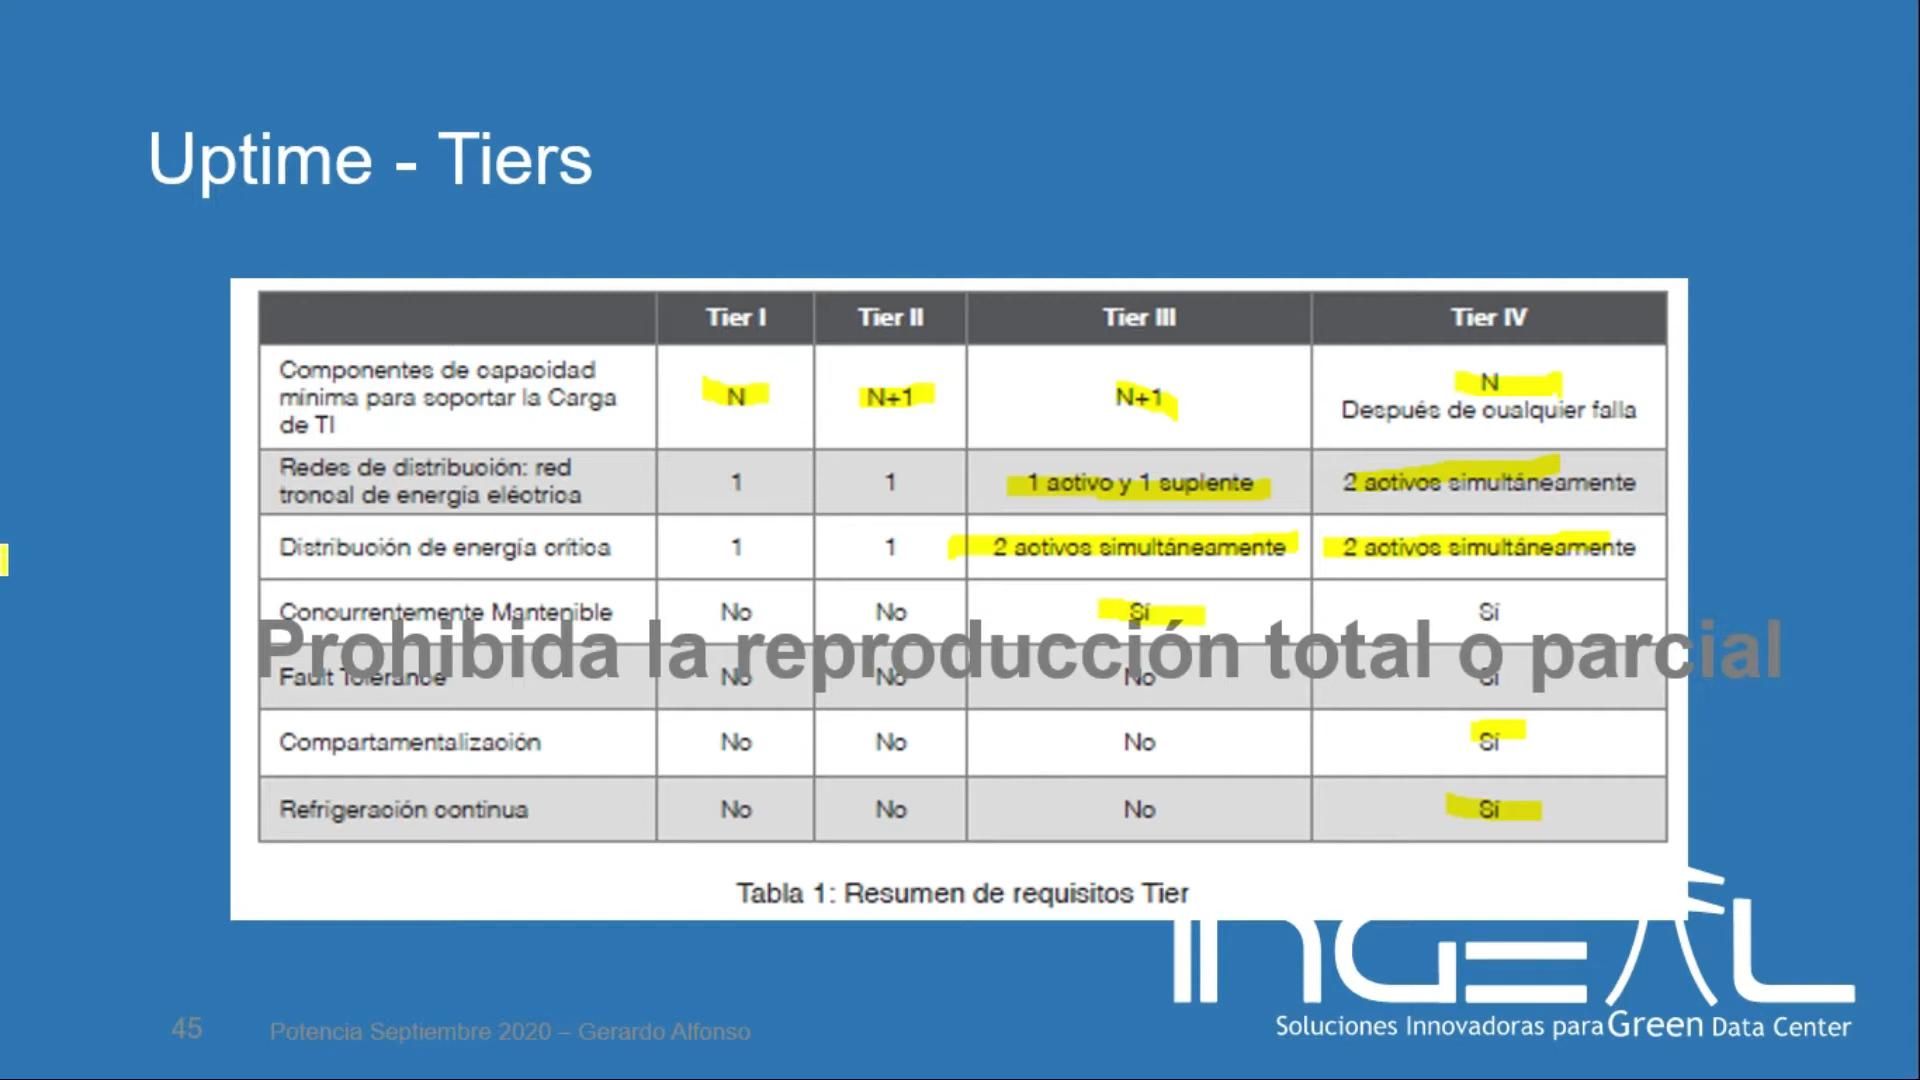 Uptime - Tiers
Tier I Tier II Tier III Tier IV
Componentes de capacidad
mínima para soportar la Carga
de TI
N N+1 N+1 N
Después de cualquier falla
Redes de distribución: red
troncal de energía eléctrica
1 1 1 activo y 1 suplente 2 activos simultáneamente
Distribución de energía crítica 1 1 2 activos simultáneamente 2 activos simultáneamente
Concurrentemente Mantenible No No Sí Sí
Prohibida la reproducción total o parcial
Fault Tolerance No No No Sí
Compartamentalización No No No Sí
Refrigeración continua No No No Sí
Tabla 1: Resumen de requisitos Tier
INGEAL
Soluciones Innovadoras para Green Data Center
45 Potencia Septiembre 2020 – Gerardo Alfonso